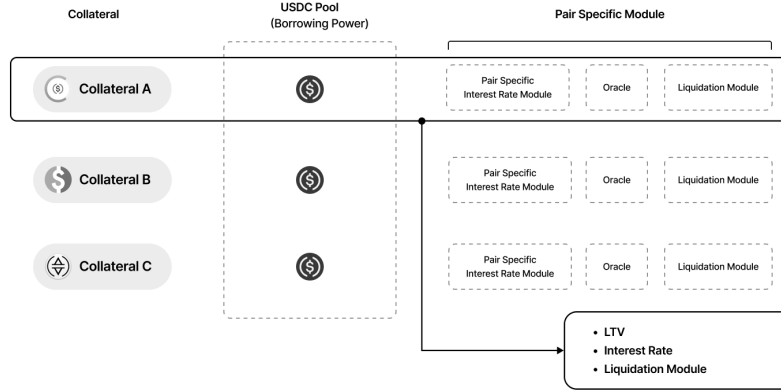 Collateral
USDC Pool
(Borrowing Power)
Pair Specific Module
Collateral A
Pair Specific
Interest Rate Module
Oracle
Liquidation Module
Collateral B
Pair Specific
Interest Rate Module
Oracle
Liquidation Module
Collateral C
Pair Specific
Interest Rate Module
Oracle
Liquidation Module
• LTV
• Interest Rate
• Liquidation Module